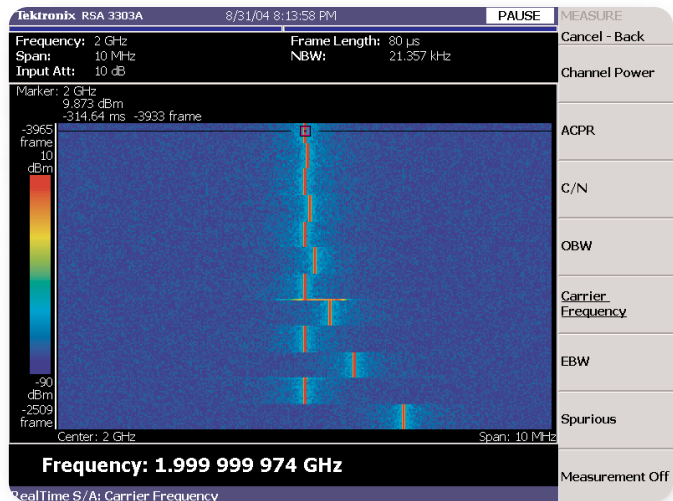 Tektronix RSA 3303A 8/31/04 8:13:58 PM PAUSE MEASURE
Cancel - Back
Frequency: 2 GHz Frame Length: 80 µs
Span: 10 MHz NBW: 21.357 kHz
Input Att: 10 dB
Channel Power
Marker: 2 GHz
9.873 dBm
-314.64 ms -3933 frame
-3965
frame
10
dBm
ACPR
C/N
OBW
Carrier
Frequency
EBW
-90
dBm
-2509
frame
Spurious
Center: 2 GHz Span: 10 MHz
Frequency: 1.999 999 974 GHz
Measurement Off
RealTime S/A: Carrier Frequency